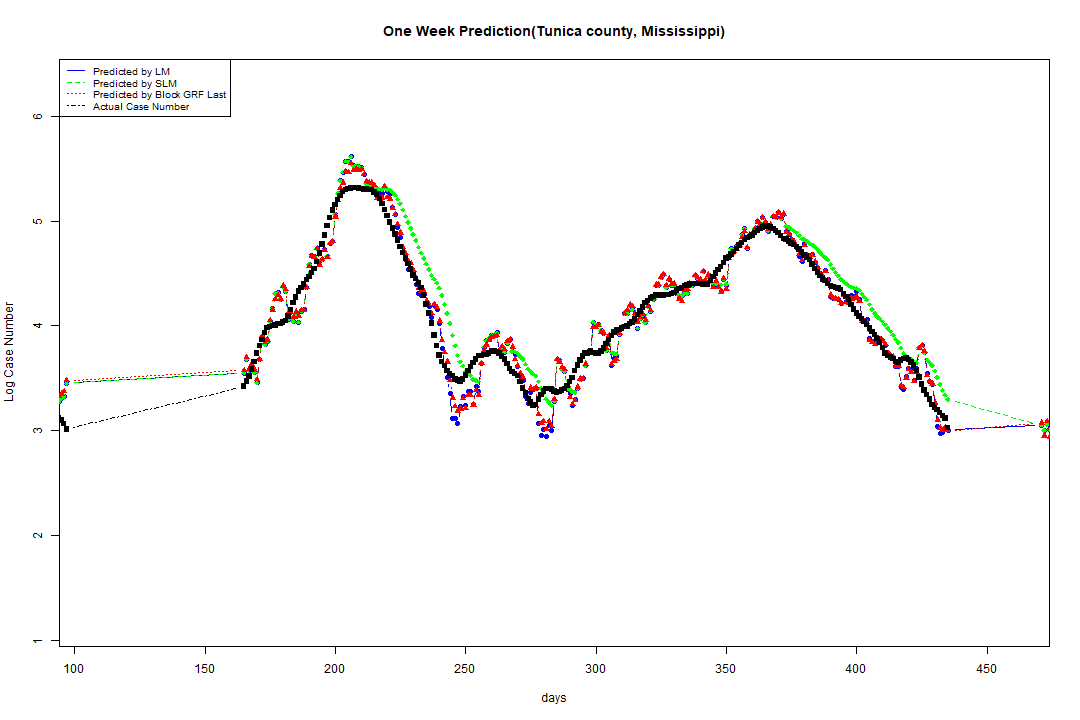 One Week Prediction(Tunica county, Mississippi)
Predicted by LM
Predicted by SLM
Predicted by Block GRF Last
Actual Case Number
6
5
4
3
2
1
Log Case Number
100 150 200 250 300 350 400 450
days